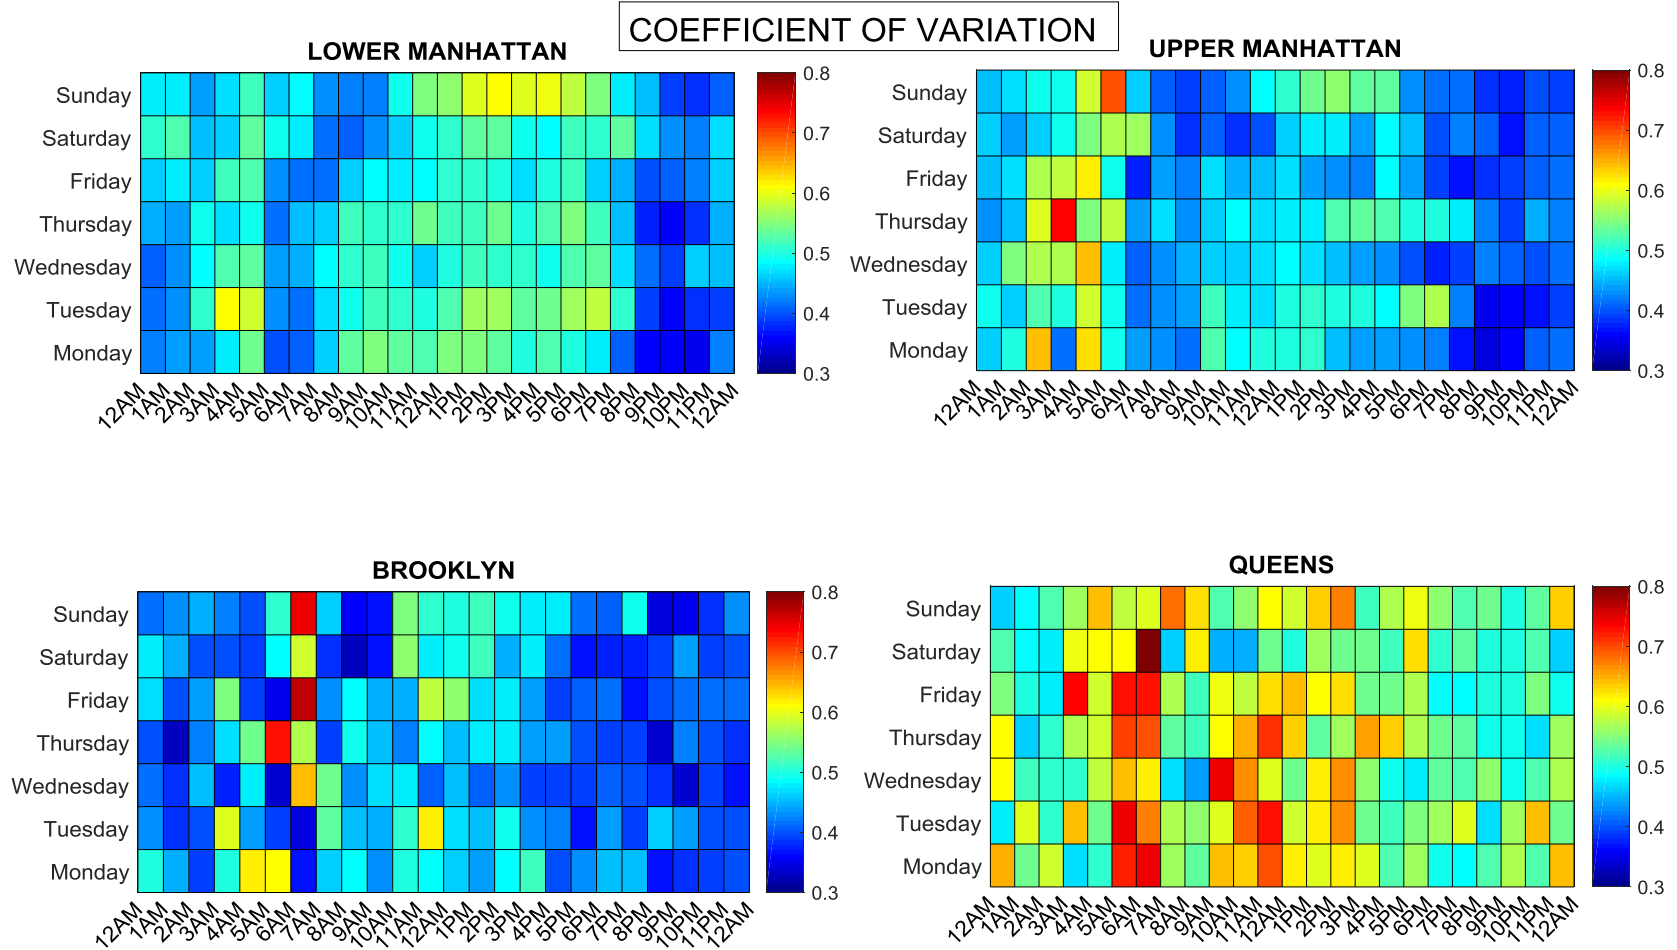 COEFFICIENT OF VARIATION
LOWER MANHATTAN
Sunday
Saturday
Friday
Thursday
Wednesday
Tuesday
Monday
12AM 1AM 2AM 3AM 4AM 5AM 6AM 7AM 8AM 9AM 10AM 11AM 12AM 1PM 2PM 3PM 4PM 5PM 6PM 7PM 8PM 9PM 10PM 11PM 12AM
0.8
0.7
0.6
0.5
0.4
0.3
UPPER MANHATTAN
Sunday
Saturday
Friday
Thursday
Wednesday
Tuesday
Monday
12AM 1AM 2AM 3AM 4AM 5AM 6AM 7AM 8AM 9AM 10AM 11AM 12AM 1PM 2PM 3PM 4PM 5PM 6PM 7PM 8PM 9PM 10PM 11PM 12AM
0.8
0.7
0.6
0.5
0.4
0.3
BROOKLYN
Sunday
Saturday
Friday
Thursday
Wednesday
Tuesday
Monday
12AM 1AM 2AM 3AM 4AM 5AM 6AM 7AM 8AM 9AM 10AM 11AM 12AM 1PM 2PM 3PM 4PM 5PM 6PM 7PM 8PM 9PM 10PM 11PM 12AM
0.8
0.7
0.6
0.5
0.4
0.3
QUEENS
Sunday
Saturday
Friday
Thursday
Wednesday
Tuesday
Monday
12AM 1AM 2AM 3AM 4AM 5AM 6AM 7AM 8AM 9AM 10AM 11AM 12AM 1PM 2PM 3PM 4PM 5PM 6PM 7PM 8PM 9PM 10PM 11PM 12AM
0.8
0.7
0.6
0.5
0.4
0.3